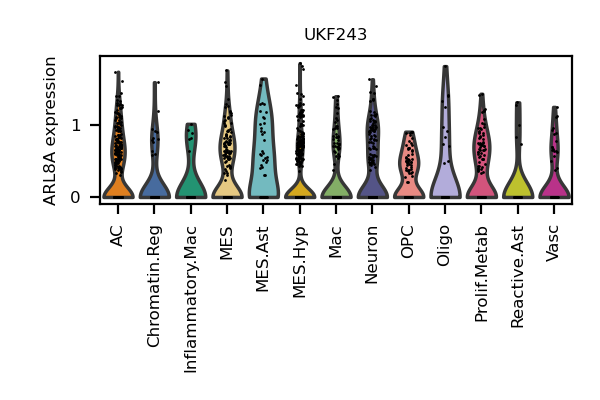 UKF243
ARL8A expression
1
0
AC
Chromatin.Reg
Inflammatory.Mac
MES
MES.Ast
MES.Hyp
Mac
Neuron
OPC
Oligo
Prolif.Metab
Reactive.Ast
Vasc